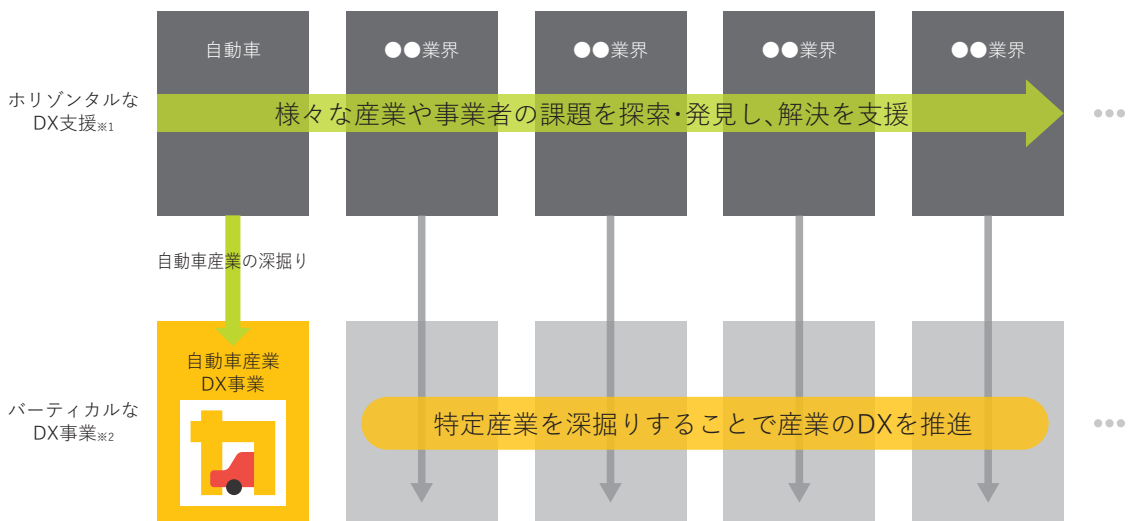 自動車
●●業界
●●業界
●●業界
●●業界
ホリゾンタルな
DX支援※1
様々な産業や事業者の課題を探索・発見し、解決を支援
●●●
自動車産業の深掘り
自動車産業
DX事業
バーティカルな
DX事業※2
特定産業を深掘りすることで産業のDXを推進
●●●